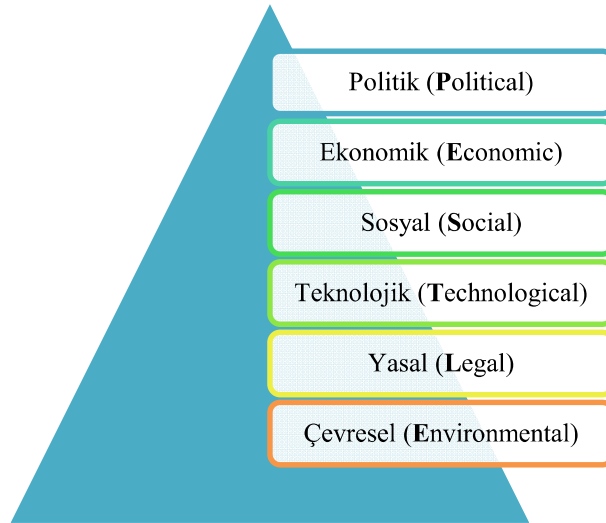 Politik (Political)
Ekonomik (Economic)
Sosyal (Social)
Teknolojik (Technological)
Yasal (Legal)
Çevresel (Environmental)